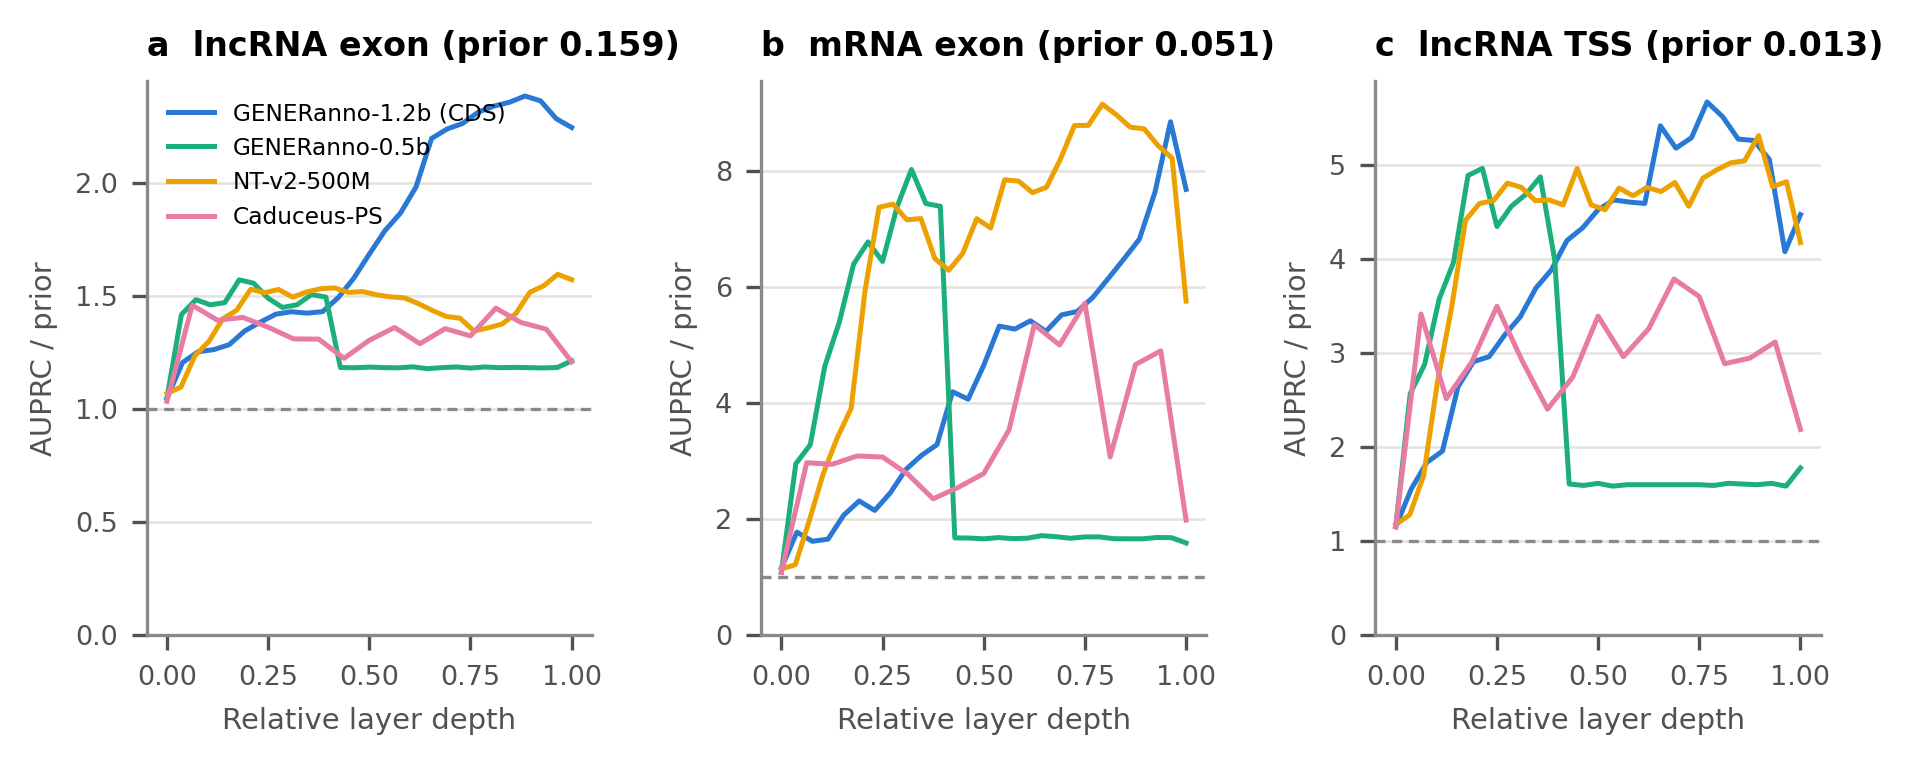 a lncRNA exon (prior 0.159)
GENERanno-1.2b (CDS)
GENERanno-0.5b
NT-v2-500M
Caduceus-PS
AUPRC / prior
2.0
1.5
1.0
0.5
0.0
0.00 0.25 0.50 0.75 1.00
Relative layer depth
b mRNA exon (prior 0.051)
AUPRC / prior
8
6
4
2
0
0.00 0.25 0.50 0.75 1.00
Relative layer depth
c lncRNA TSS (prior 0.013)
AUPRC / prior
5
4
3
2
1
0
0.00 0.25 0.50 0.75 1.00
Relative layer depth